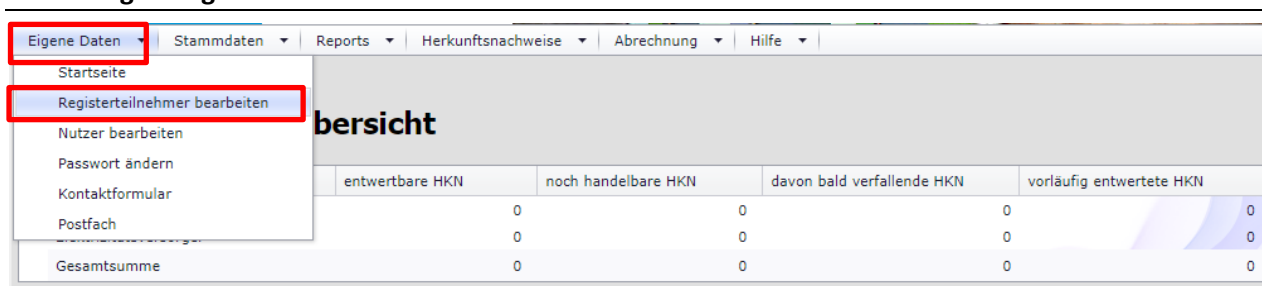 Eigene Daten Stammdaten Reports Herkunftsnachweise Abrechnung Hilfe
Startseite
Registerteilnehmer bearbeiten
Nutzer bearbeiten
bersicht
Passwort ändern
Kontaktformular
entwertbare HKN noch handelbare HKN davon bald verfallende HKN vorläufig entwertete HKN
Postfach
0 0 0 0
0 0 0 0
Gesamtsumme 0 0 0 0